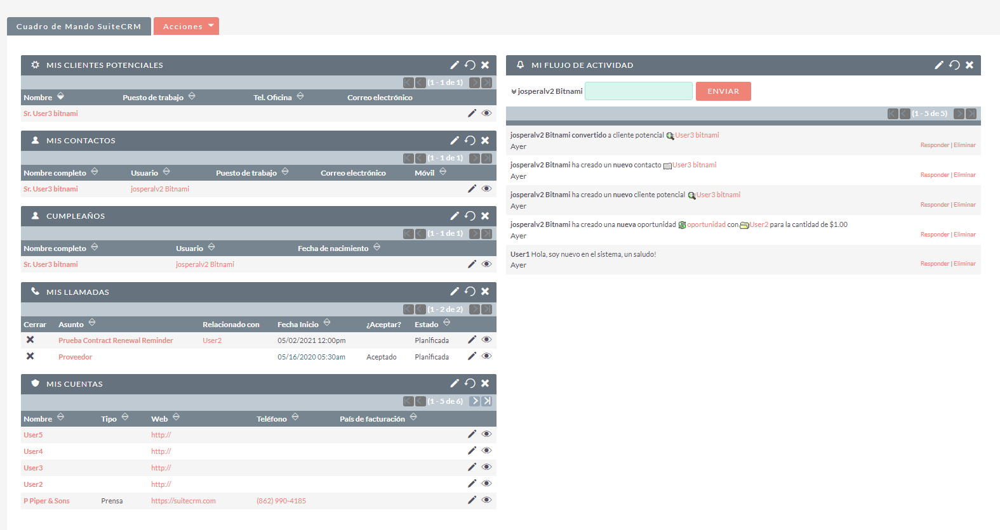 Cuadro de Mando SuiteCRM
Acciones
MIS CLIENTES POTENCIALES
(1 - 1 de 1)
Nombre Puesto de trabajo Tel. Oficina Correo electrónico
Sr. User3 bitnami
MIS CONTACTOS
(1 - 1 de 1)
Nombre completo Usuario Puesto de trabajo Correo electrónico Móvil
Sr. User3 bitnami josperalv2 Bitnami
CUMPLEAÑOS
(1 - 1 de 1)
Nombre completo Usuario Fecha de nacimiento
Sr. User3 bitnami josperalv2 Bitnami
MIS LLAMADAS
(1 - 2 de 2)
Cerrar Asunto Relacionado con Fecha Inicio ¿Aceptar? Estado
Prueba Contract Renewal Reminder User2 05/02/2021 12:00pm Planificada
Proveedor 05/16/2020 05:30am Aceptado Planificada
MIS CUENTAS
(1 - 5 de 6)
Nombre Tipo Web Teléfono País de facturación
User5 http://
User4 http://
User3 http://
User2 http://
P Piper & Sons Prensa https://suitecrm.com (862) 990-4185
MI FLUJO DE ACTIVIDAD
josperalv2 Bitnami ENVIAR
(1 - 5 de 5)
josperalv2 Bitnami convertido a cliente potencial User3 bitnami
Ayer Responder | Eliminar
josperalv2 Bitnami ha creado un nuevo contacto User3 bitnami
Ayer Responder | Eliminar
josperalv2 Bitnami ha creado un nuevo cliente potencial User3 bitnami
Ayer Responder | Eliminar
josperalv2 Bitnami ha creado una nueva oportunidad oportunidad con User2 para la cantidad de $1.00
Ayer Responder | Eliminar
User1 Hola, soy nuevo en el sistema, un saludo!
Ayer Responder | Eliminar